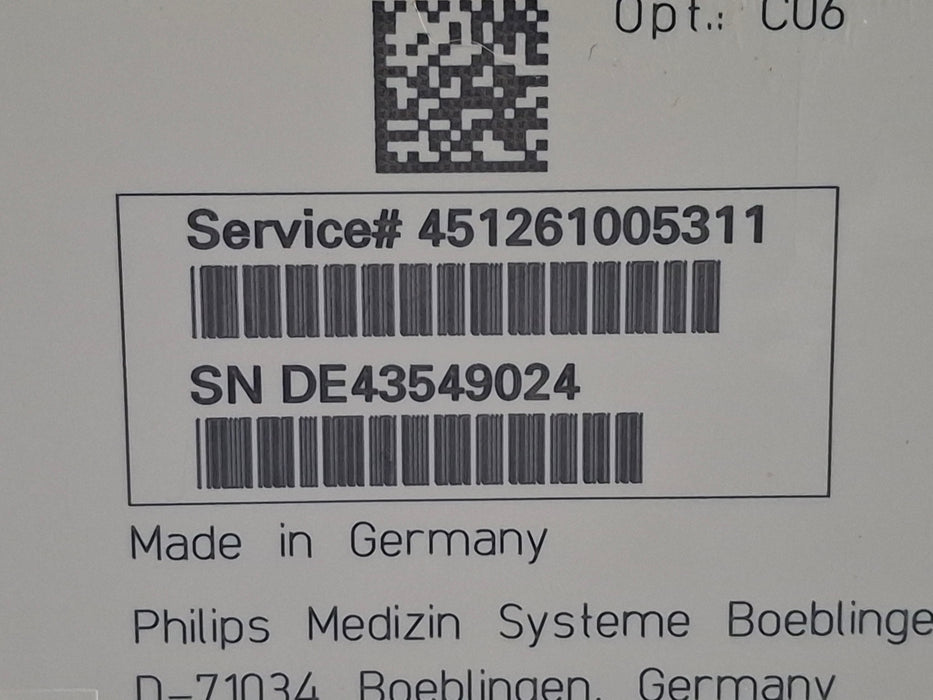 Opt.: C06
Service# 451261005311
SN DE43549024
Made in Germany
Philips Medizin Systeme Boeblinge
D-71034 Boeblingen, Germany